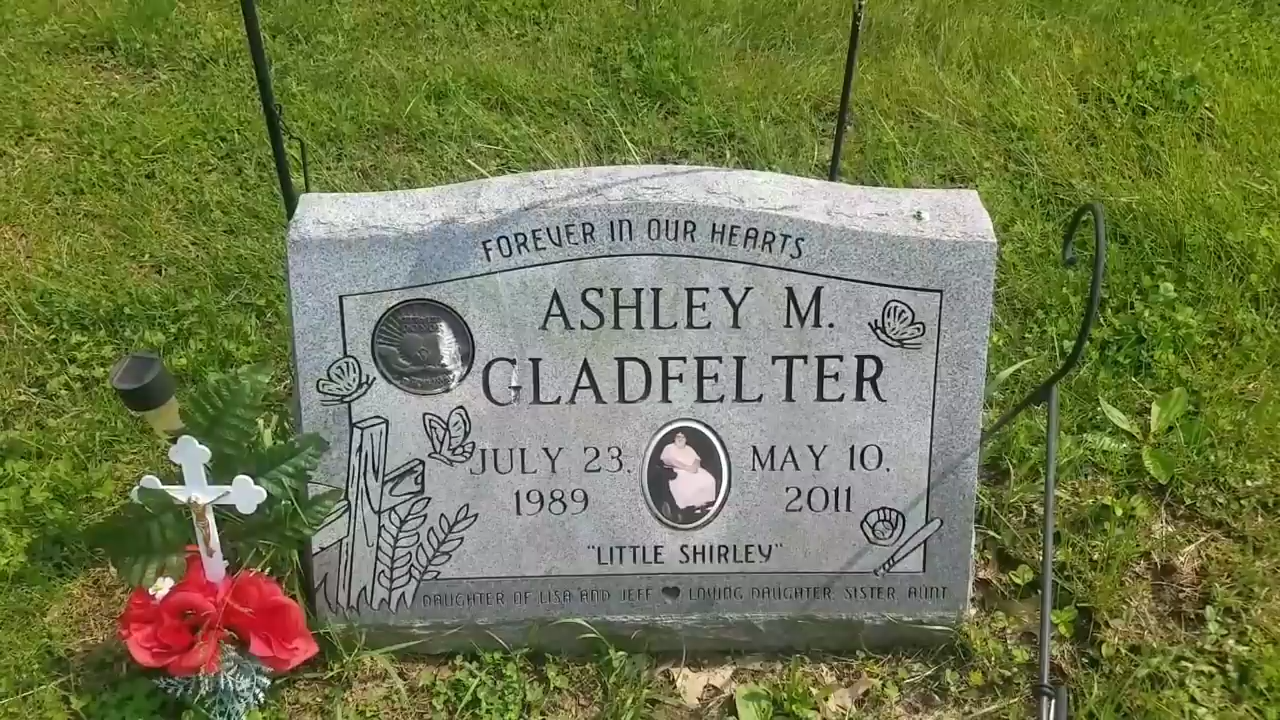 FOREVER IN OUR HEARTS
ASHLEY M.
GLADFELTER
JULY 23,
1989
MAY 10,
2011
"LITTLE SHIRLEY"
DAUGHTER OF LISA AND JEFF ♥ LOVING DAUGHTER, SISTER, AUNT